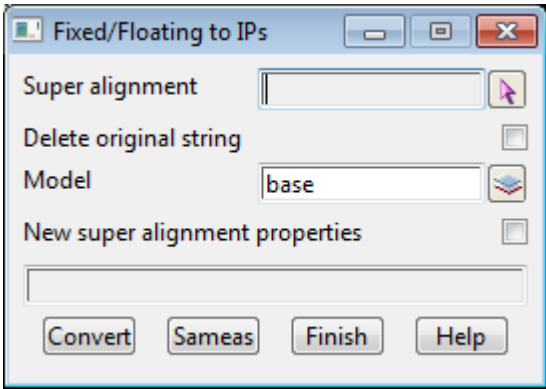 Fixed/Floating to IPs
Super alignment
Delete original string
Model base
New super alignment properties
Convert Sameas Finish Help